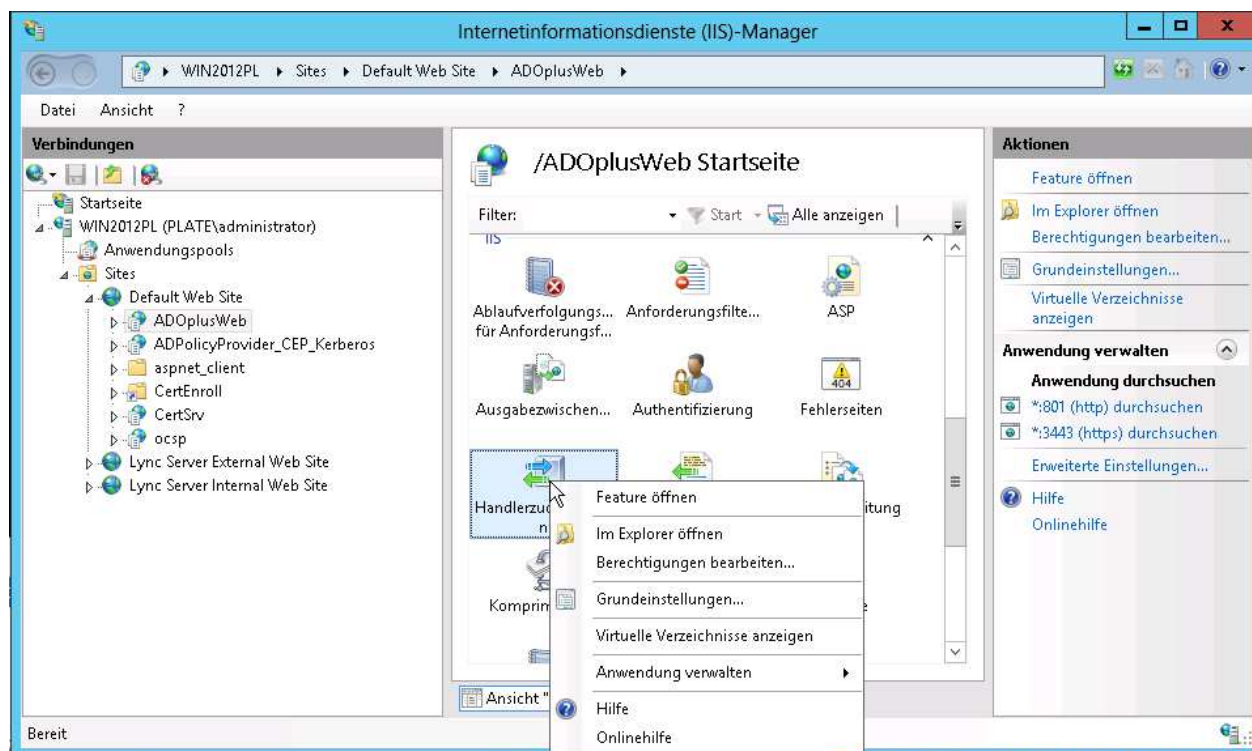 Internetinformationsdienste (IIS)-Manager
WIN2012PL ▸ Sites ▸ Default Web Site ▸ ADOplusWeb ▸
Datei Ansicht ?
Verbindungen
Startseite
WIN2012PL (PLATE\administrator)
Anwendungspools
Sites
Default Web Site
ADOplusWeb
ADPolicyProvider_CEP_Kerberos
aspnet_client
CertEnroll
CertSrv
ocsp
Lync Server External Web Site
Lync Server Internal Web Site
/ADOplusWeb Startseite
Filter: Start Alle anzeigen
IIS
Ablaufverfolgungs... Anforderungsfilte... ASP
für Anforderungsf...
404
Ausgabezwischen... Authentifizierung Fehlerseiten
Feature öffnen
Im Explorer öffnen
Berechtigungen bearbeiten...
Grundeinstellungen...
Virtuelle Verzeichnisse anzeigen
Anwendung verwalten
Hilfe
Onlinehilfe
Ansicht "
Aktionen
Feature öffnen
Im Explorer öffnen
Berechtigungen bearbeiten...
Grundeinstellungen...
Virtuelle Verzeichnisse
anzeigen
Anwendung verwalten
Anwendung durchsuchen
*:801 (http) durchsuchen
*:3443 (https) durchsuchen
Erweiterte Einstellungen...
Hilfe
Onlinehilfe
Bereit